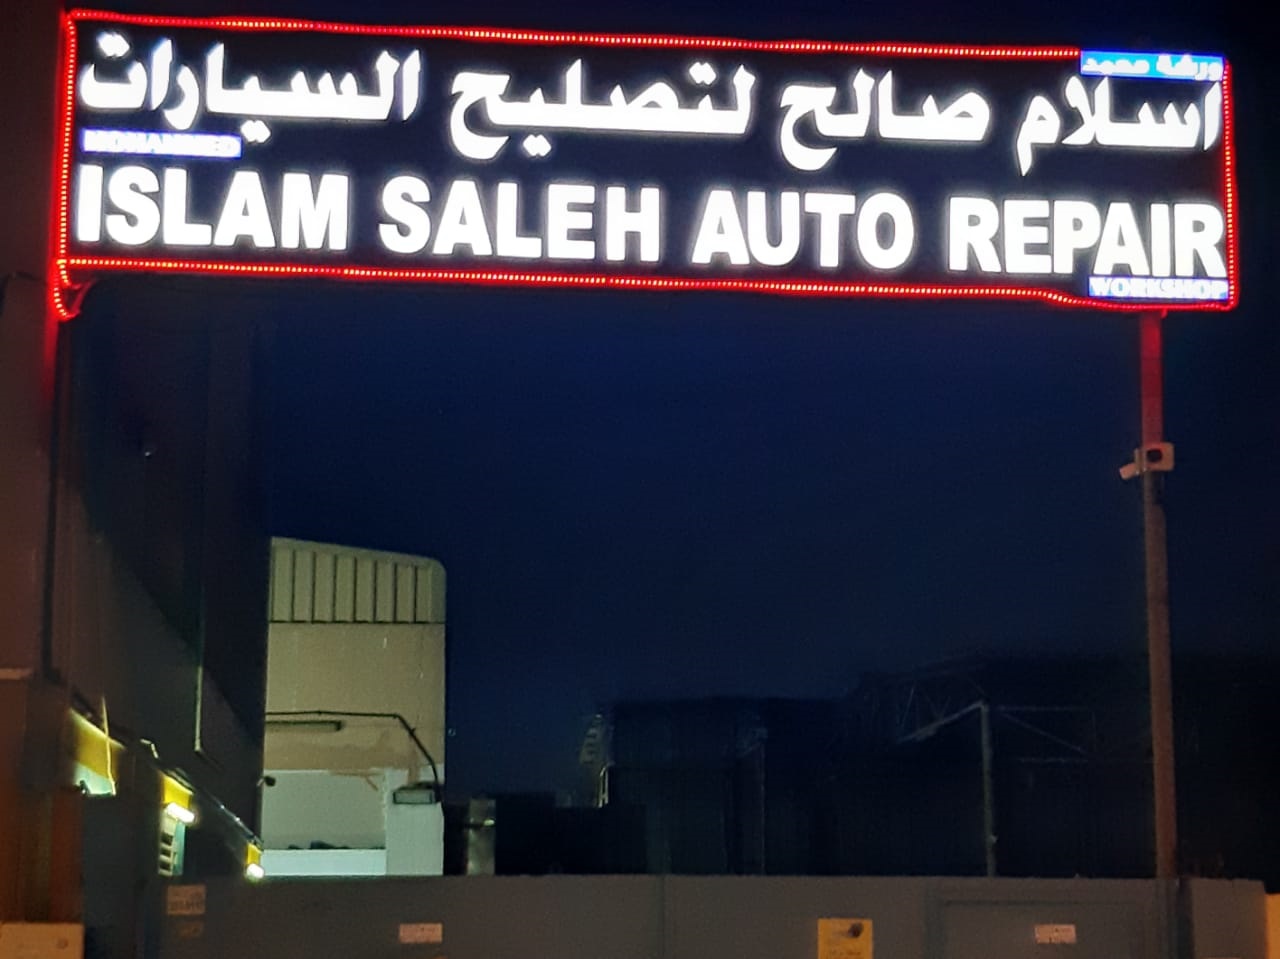 ورشة محمد
اسلام صالح لتصليح السيارات
MOHAMMED
ISLAM SALEH AUTO REPAIR
WORKSHOP